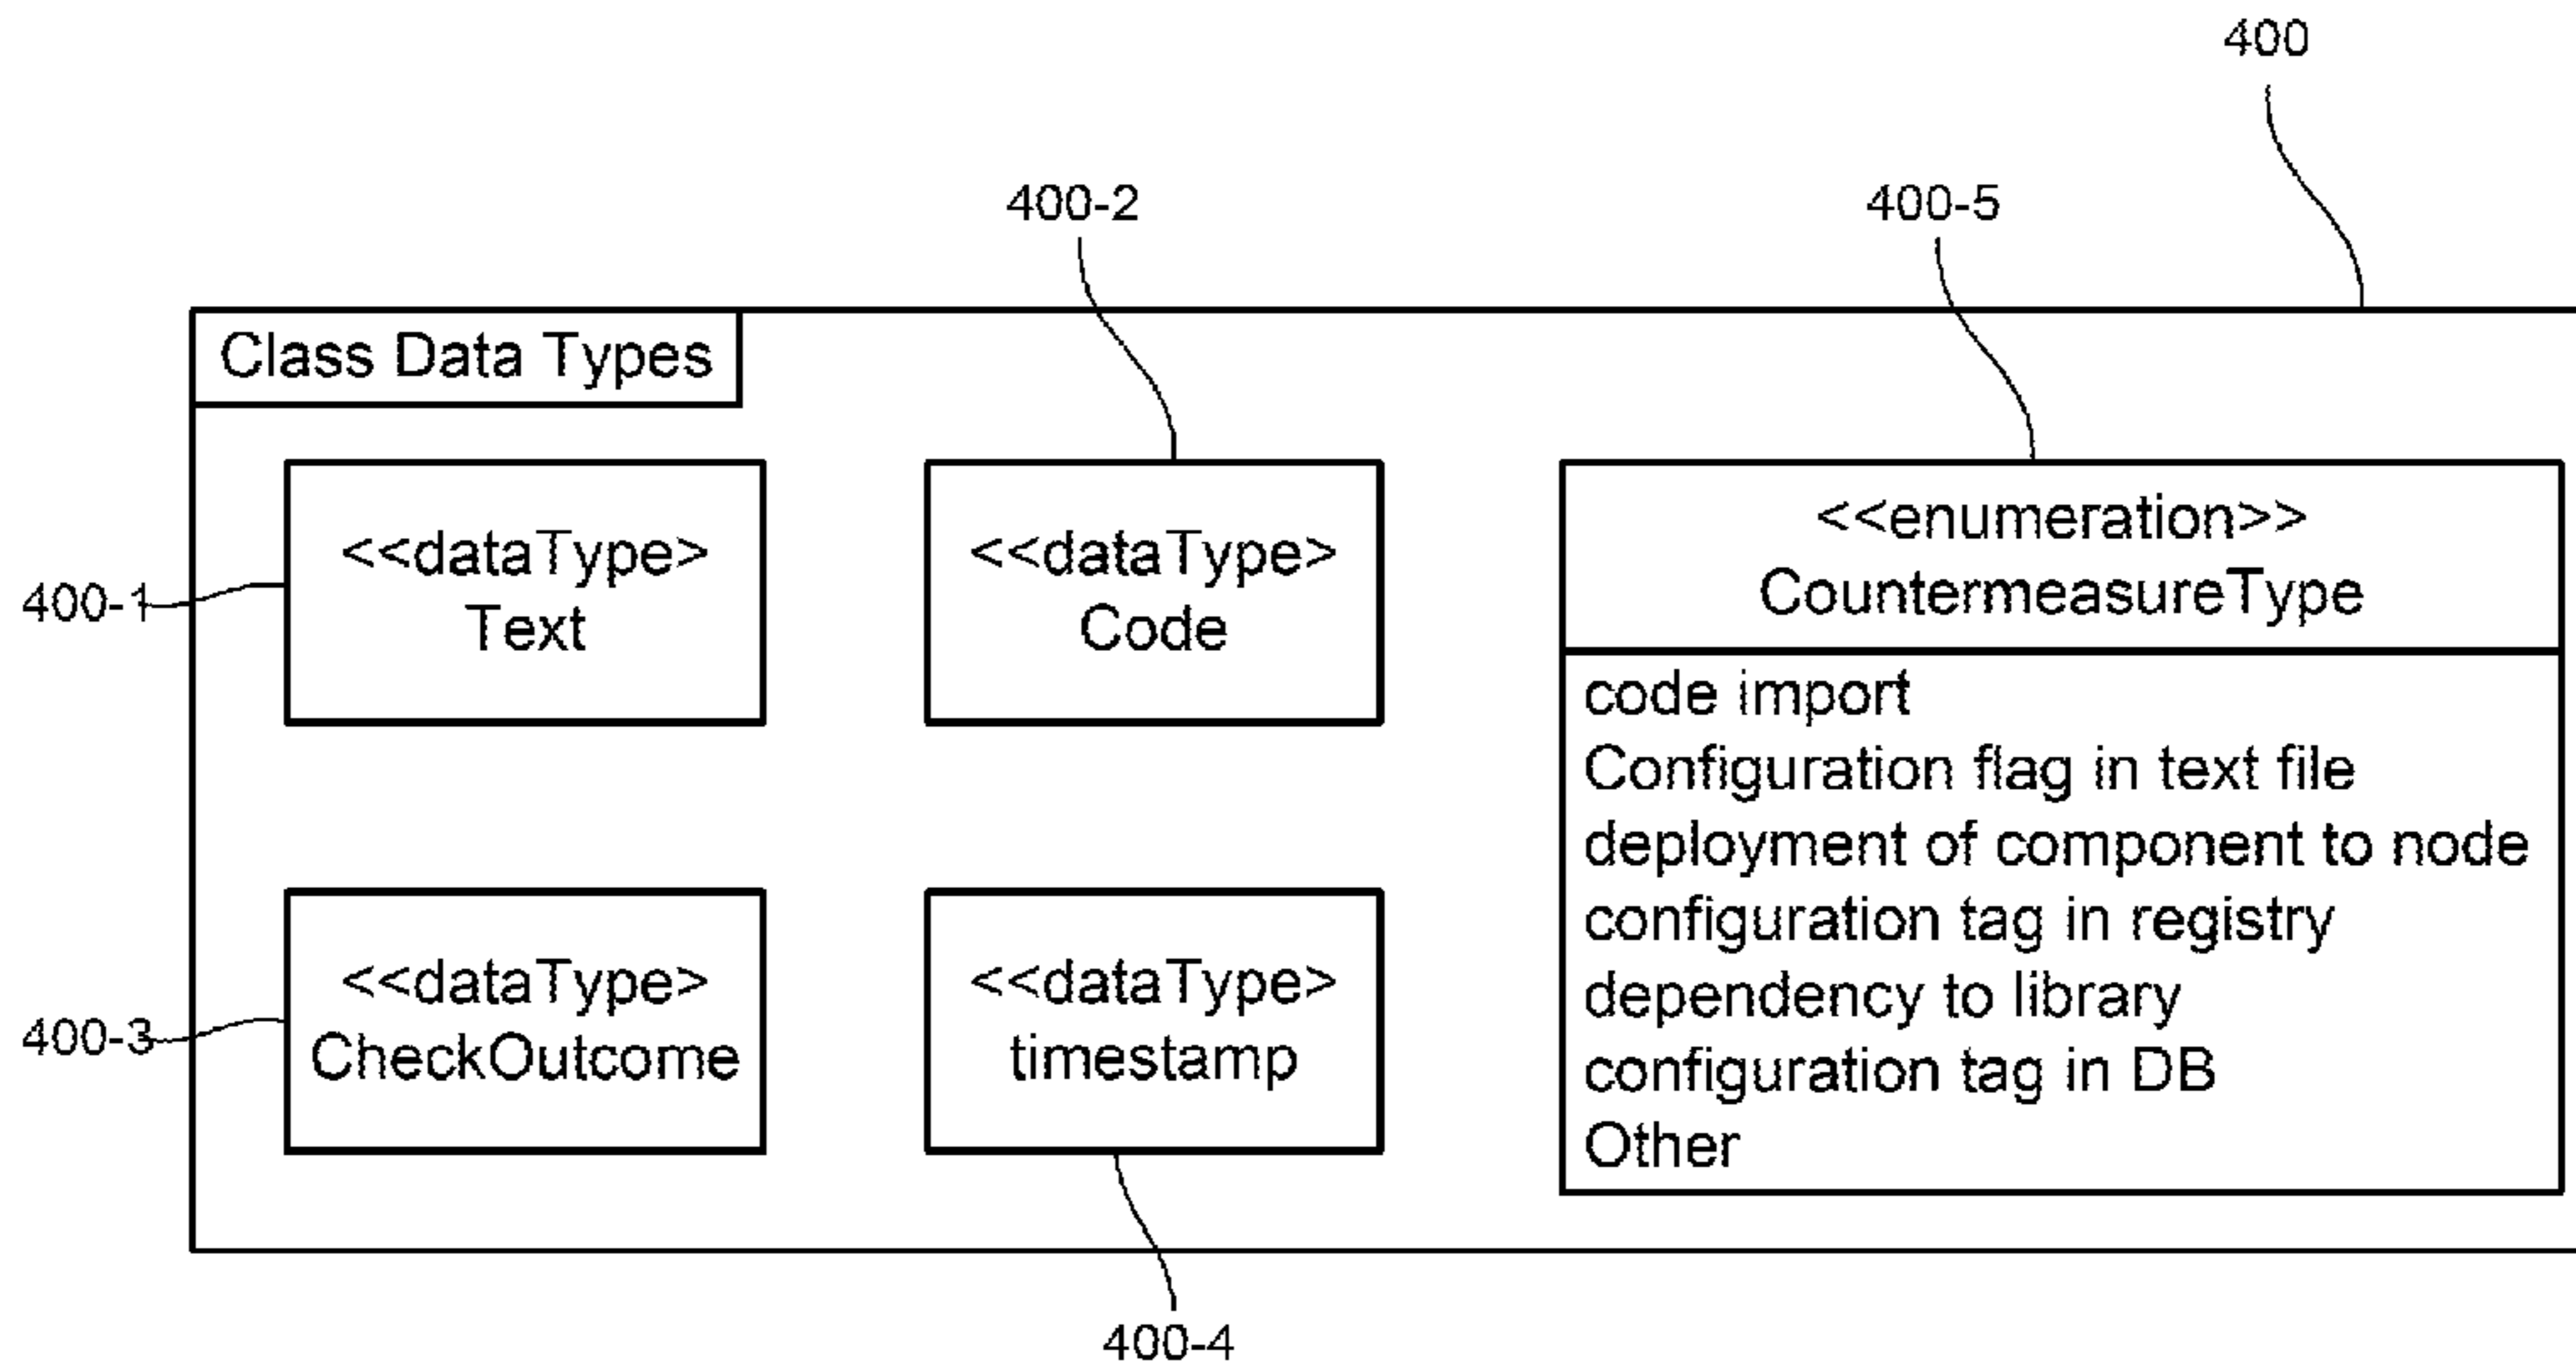 400
400-2
400-5
Class Data Types
<<dataType>
Text
<<dataType>
Code
<<enumeration>>
CountermeasureType
400-1
code import
Configuration flag in text file
deployment of component to node
configuration tag in registry
dependency to library
configuration tag in DB
Other
<<dataType>
CheckOutcome
<<dataType>
timestamp
400-3
400-4